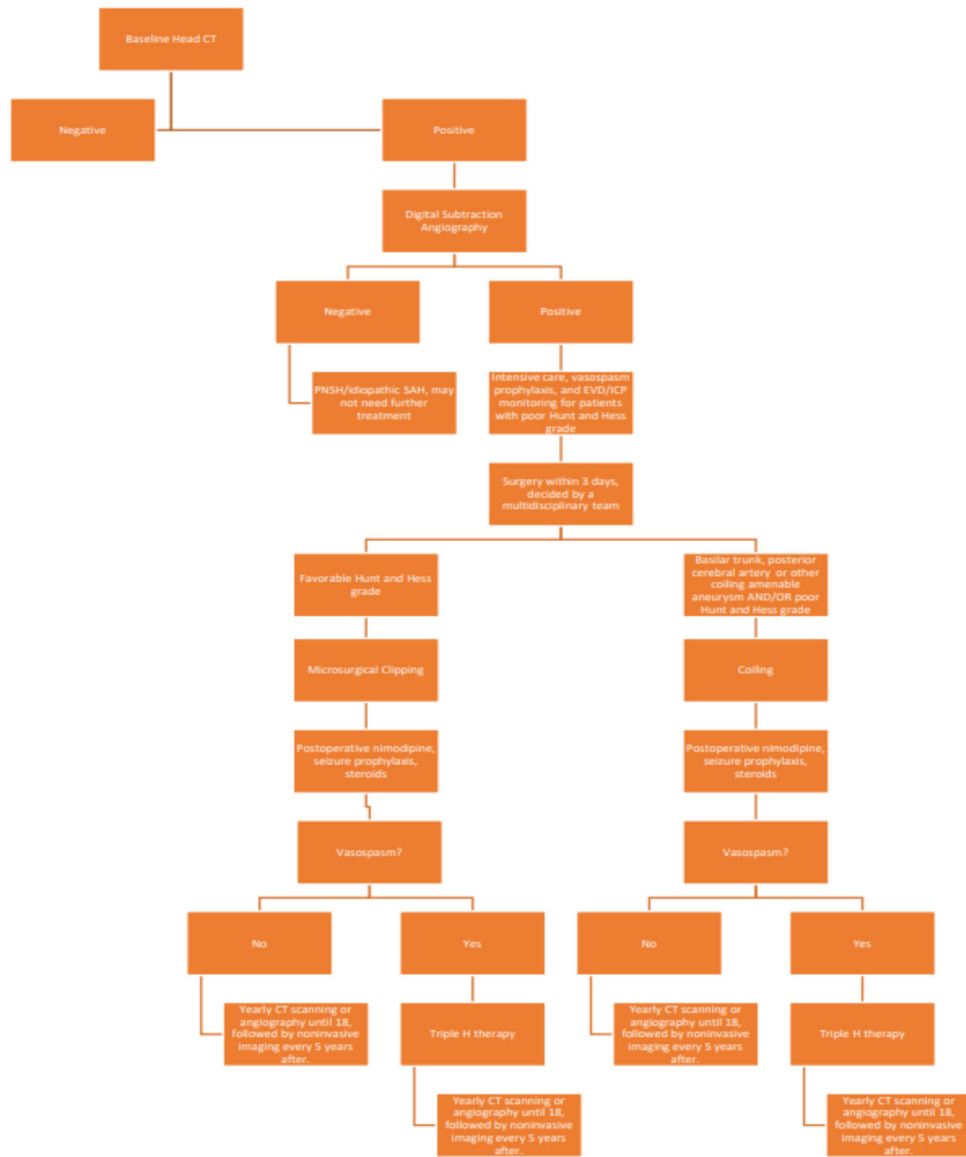 Baseline Head CT
Negative
Positive
Digital Subtraction
Angiography
Negative
Positive
PNSH/idiopathic SAH, may
not need further
treatment
Intensive care, vasospasm
prophylaxis, and EVD/ICP
monitoring for patients
with poor Hunt and Hess
grade
Surgery within 3 days,
decided by a
multidisciplinary team
Favorable Hunt and Hess
grade
Basilar trunk, posterior
cerebral artery or other
coiling amenable
aneurysm AND/OR poor
Hunt and Hess grade
Microsurgical Clipping
Coiling
Postoperative nimodipine,
seizure prophylaxis,
steroids
Postoperative nimodipine,
seizure prophylaxis,
steroids
Vasospasm?
Vasospasm?
No
Yes
No
Yes
Yearly CT scanning or
angiography until 18,
followed by noninvasive
imaging every 5 years
after.
Triple H therapy
Yearly CT scanning or
angiography until 18,
followed by noninvasive
imaging every 5 years
after.
Triple H therapy
Yearly CT scanning or
angiography until 18,
followed by noninvasive
imaging every 5 years
after.
Yearly CT scanning or
angiography until 18,
followed by noninvasive
imaging every 5 years
after.